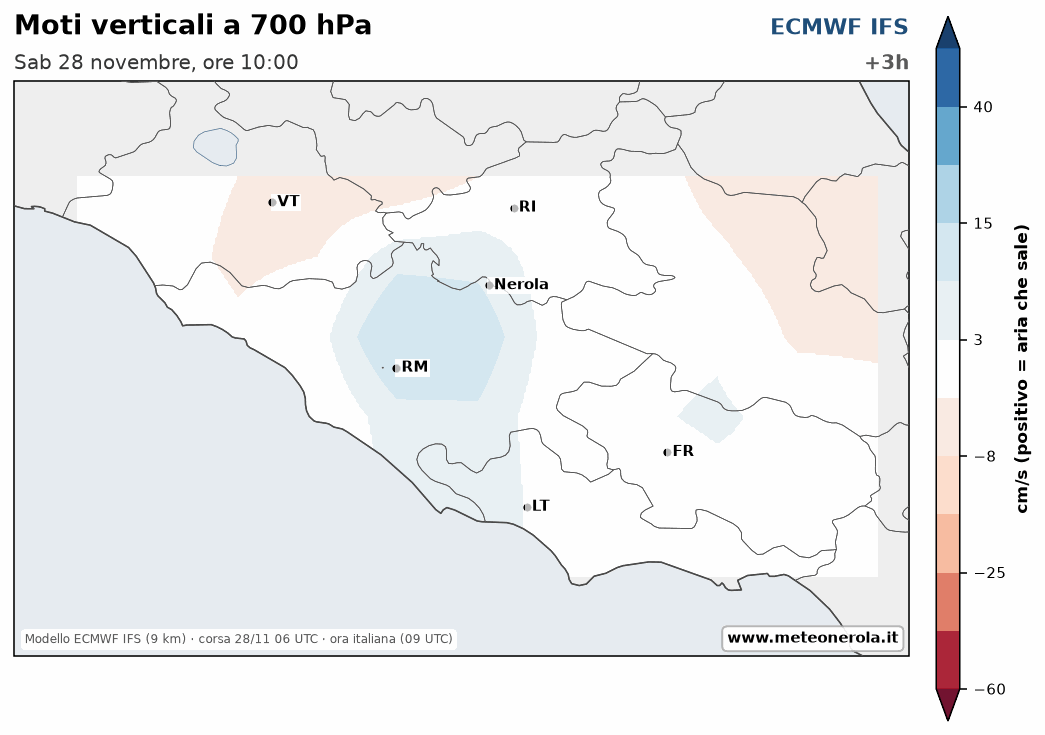 Moti verticali a 700 hPa
ECMWF IFS
Sab 28 novembre, ore 10:00
+3h
VT
RI
Nerola
RM
FR
LT
40
15
3
−8
−25
−60
cm/s (positivo = aria che sale)
Modello ECMWF IFS (9 km) · corsa 28/11 06 UTC · ora italiana (09 UTC)
www.meteonerola.it